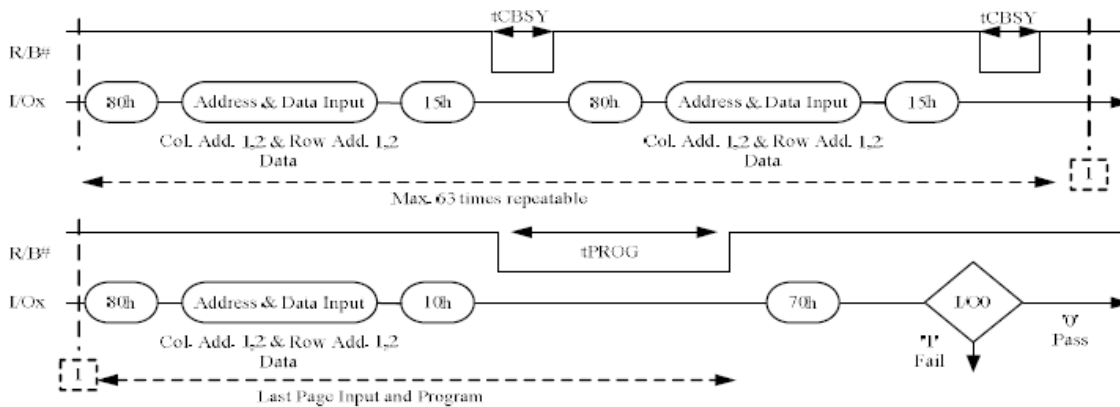 tCBSY tCBSY
R/B#
I/Ox 80h Address & Data Input 15h 80h Address & Data Input 15h
Col. Add. 1,2 & Row Add. 1,2 Col. Add. 1,2 & Row Add. 1,2
Data Data
Max. 63 times repeatable
1
R/B#
tPROG
I/Ox 80h Address & Data Input 10h 70h I/O0
"0"
Col. Add. 1,2 & Row Add. 1,2 "1" Pass
Data Fail
1
Last Page Input and Program